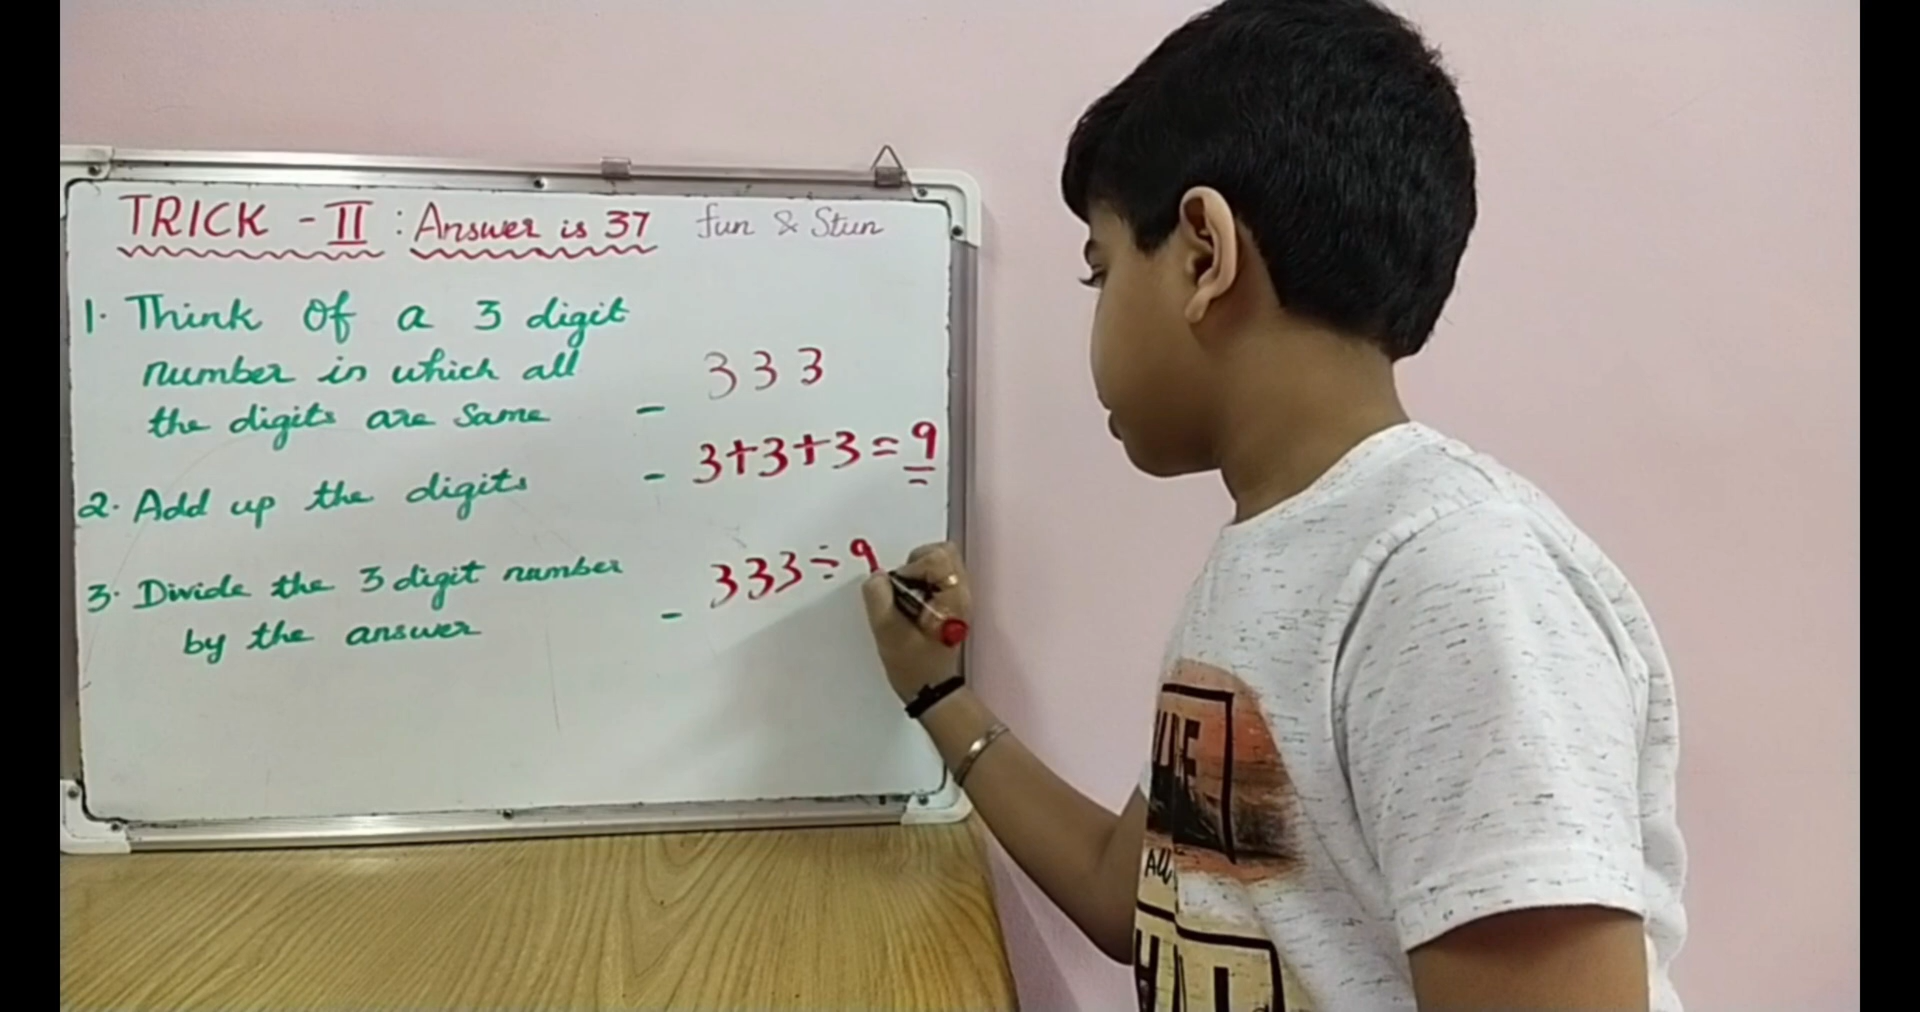 TRICK - II : Answer is 37 fun & Stun
1. Think Of a 3 digit
number in which all
the digits are Same - 333
2. Add up the digits - 3+3+3=9
3. Divide the 3 digit number
by the answer - 333÷9
All